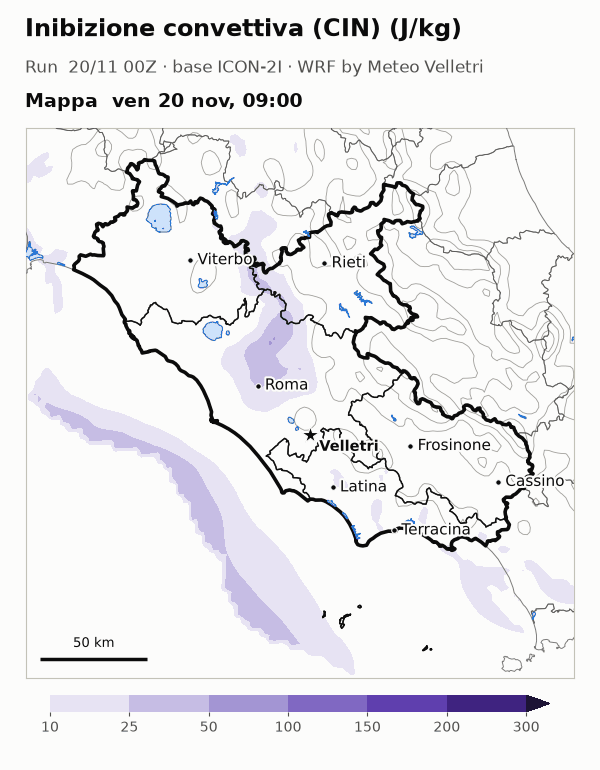 Inibizione convettiva (CIN) (J/kg)
Run  20/11 00Z · base ICON-2I · WRF by Meteo Velletri
Mappa  ven 20 nov, 09:00
Viterbo
Rieti
Roma
Velletri
Frosinone
Latina
Cassino
Terracina
50 km
10 25 50 100 150 200 300